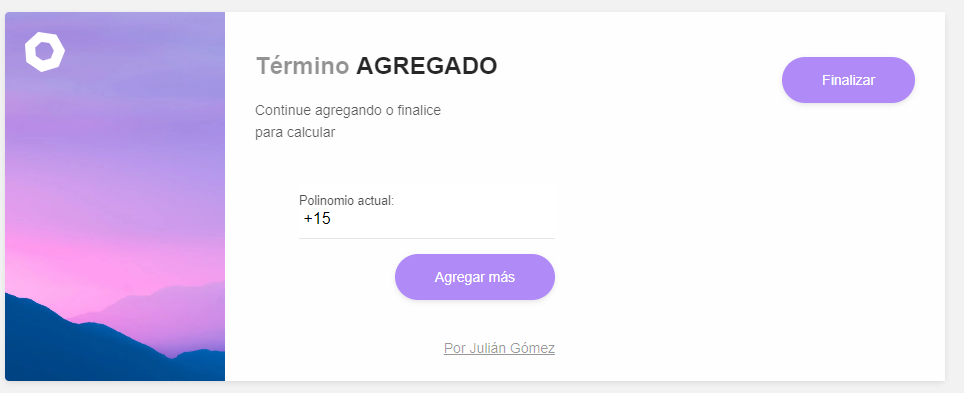 Término AGREGADO
Finalizar
Continue agregando o finalice
para calcular
Polinomio actual:
+15
Agregar más
Por Julián Gómez